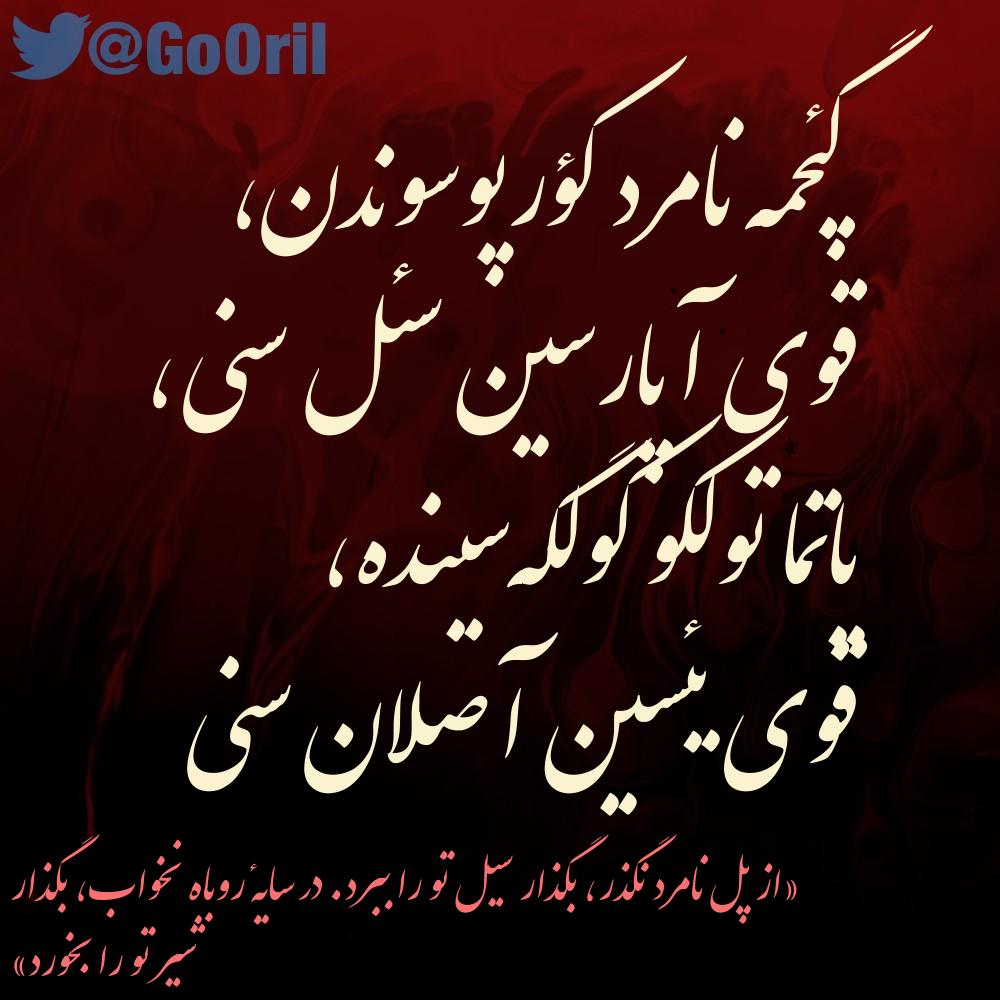 @GoOril
گئچمه نامرد کؤرپوسوندن،
قوی آپارسین سئل سنی،
یاتما تولکو کولگه سینده،
قوی یئسین آصلان سنی
«از پل نامرد نگذر، بگذار سیل تو را ببرد. در سایهٔ روباه نخواب، بگذار
شیر تو را بخورد»